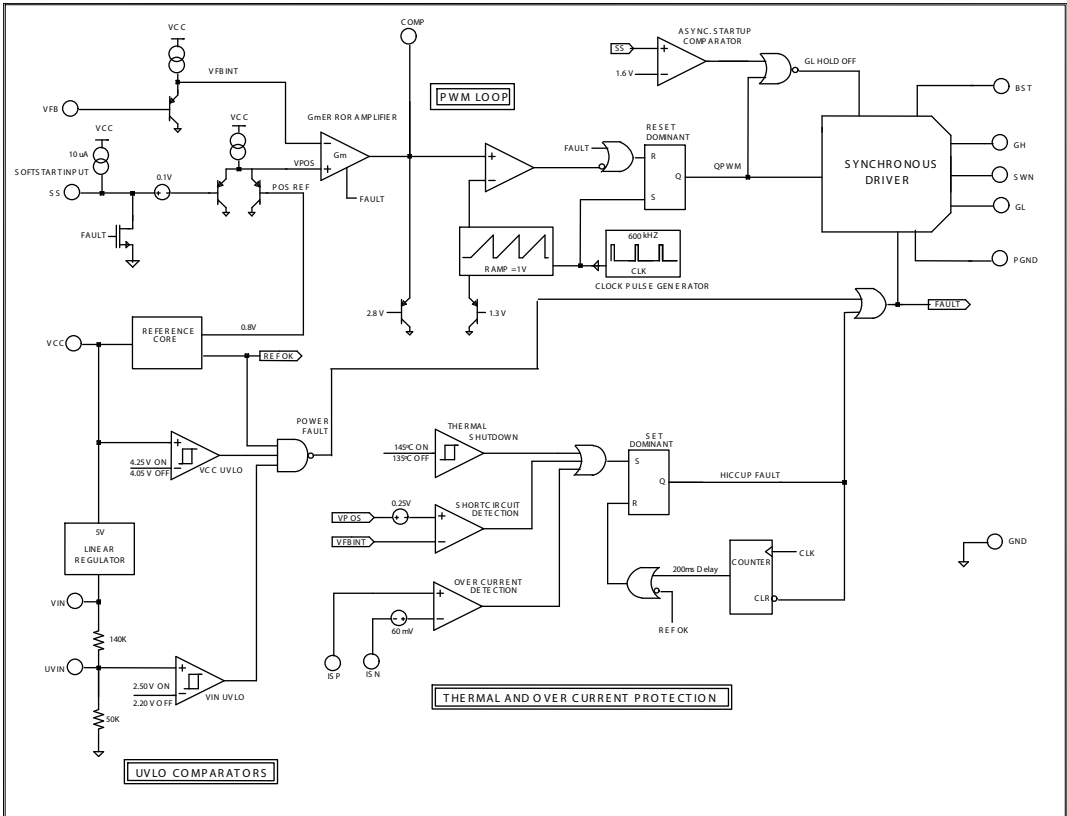 VCC
VFBINT
VFB
VCC
10 uA
SOFTSTART INPUT
SS
0.1V
VCC
FAULT
GmERROR AMPLIFIER
Gm
VPOS
POS REF
FAULT
COMP
PWM LOOP
SS
1.6 V
ASYNC. STARTUP
COMPARATOR
GL HOLD OFF
FAULT
RESET
DOMINANT
R
Q
S
QPWM
SYNCHRONOUS
DRIVER
BST
GH
SWN
GL
PGND
RAMP =1V
600 kHZ
CLK
CLOCK PULSE GENERATOR
2.8 V
1.3 V
FAULT
VCC
REFERENCE
CORE
0.8V
REFOK
POWER
FAULT
4.25V ON
4.05 V OFF
VCC UVLO
5V
LINEAR
REGULATOR
VIN
140K
UVIN
50K
2.50V ON
2.20 V OFF
VIN UVLO
UVLO COMPARATORS
THERMAL
SHUTDOWN
145ºC ON
135ºC OFF
VPOS
0.25V
VFBINT
SHORTCIRCUIT
DETECTION
OVER CURRENT
DETECTION
60 mV
ISP
ISN
SET
DOMINANT
S
Q
R
HICCUP FAULT
200ms Delay
REFOK
COUNTER
CLK
CLR
GND
THERMAL AND OVER CURRENT PROTECTION